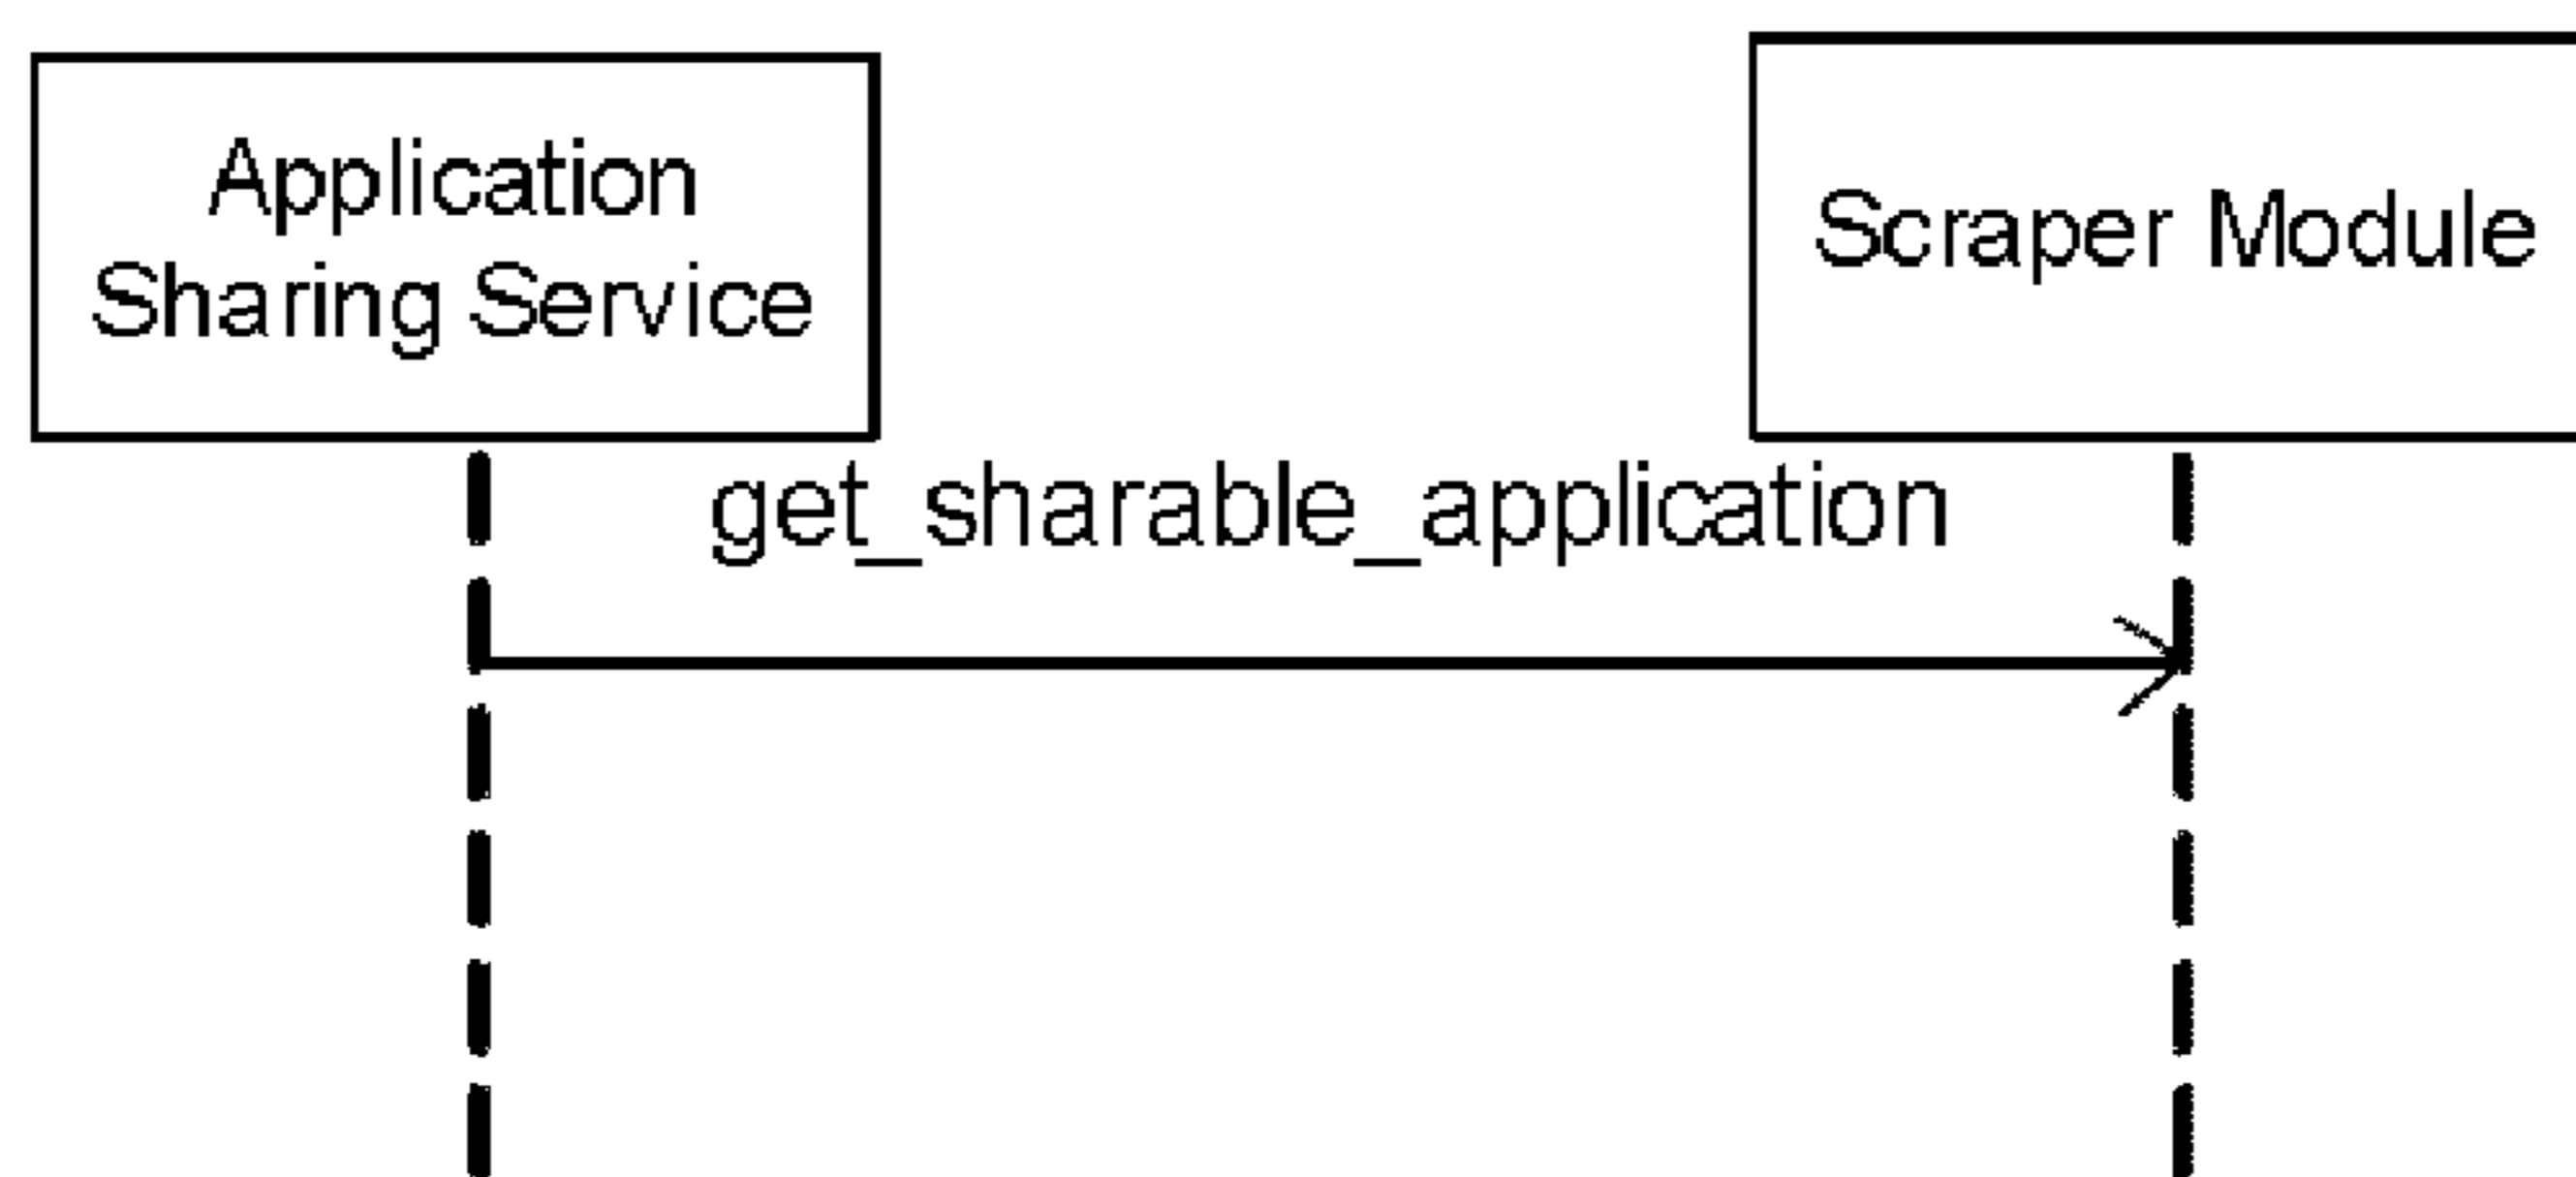 Application
Sharing Service
Scraper Module
get_sharable_application